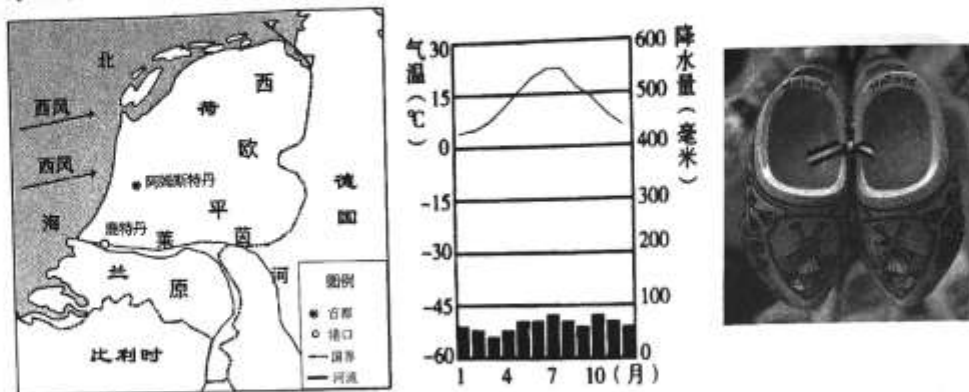 北
西风
西
荷
西风
欧
阿姆斯特丹
德
平
国
海
鹿特丹
莱
茵
兰
原
河
图例
首都
港口
国界
河流
比利时
气温(℃)
30
15
0
-15
-30
-45
-60
降水量(毫米)
600
500
400
300
200
100
0
1 4 7 10 (月)